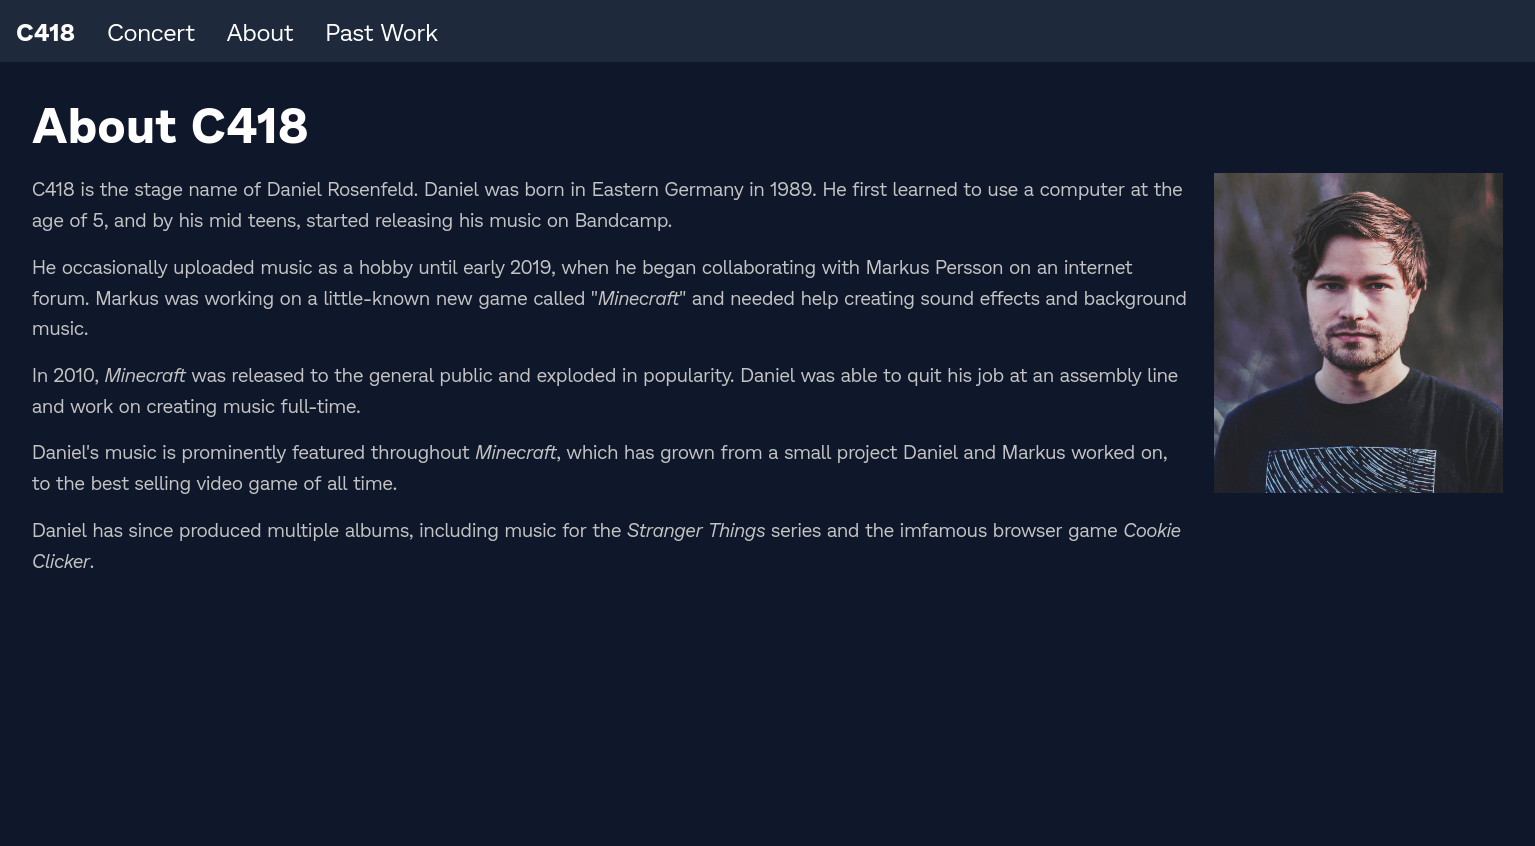 C418 Concert About Past Work
About C418
C418 is the stage name of Daniel Rosenfeld. Daniel was born in Eastern Germany in 1989. He first learned to use a computer at the
age of 5, and by his mid teens, started releasing his music on Bandcamp.
He occasionally uploaded music as a hobby until early 2019, when he began collaborating with Markus Persson on an internet
forum. Markus was working on a little-known new game called "Minecraft" and needed help creating sound effects and background
music.
In 2010, Minecraft was released to the general public and exploded in popularity. Daniel was able to quit his job at an assembly line
and work on creating music full-time.
Daniel's music is prominently featured throughout Minecraft, which has grown from a small project Daniel and Markus worked on,
to the best selling video game of all time.
Daniel has since produced multiple albums, including music for the Stranger Things series and the imfamous browser game Cookie
Clicker.